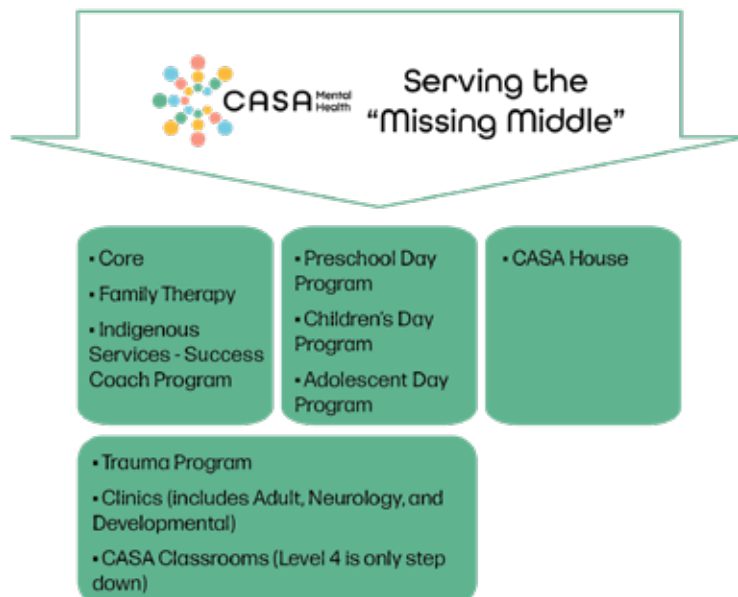 CASA Mental Health
Serving the
“Missing Middle”
▪ Core
▪ Family Therapy
▪ Indigenous
Services - Success
Coach Program
▪ Preschool Day
Program
▪ Children's Day
Program
▪ Adolescent Day
Program
▪ CASA House
▪ Trauma Program
▪ Clinics (includes Adult, Neurology, and
Developmental)
▪ CASA Classrooms (Level 4 is only step
down)